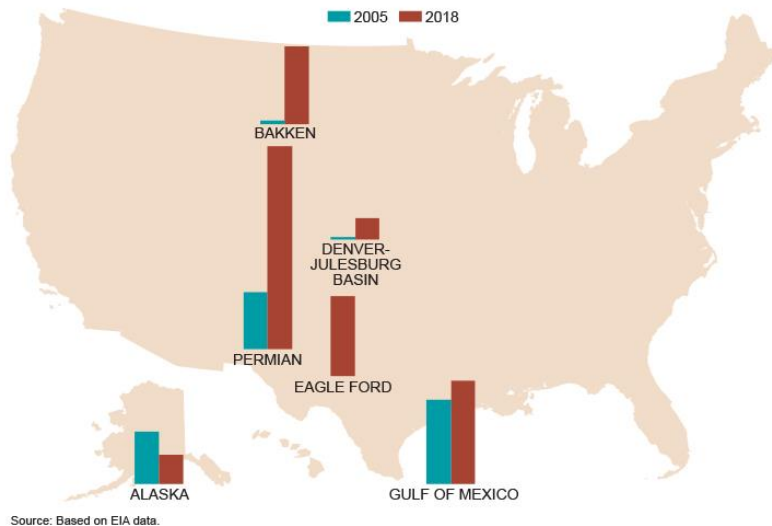 2005 2018
BAKKEN
DENVER-
JULESBURG
BASIN
PERMIAN
EAGLE FORD
ALASKA
GULF OF MEXICO
Source: Based on EIA data.